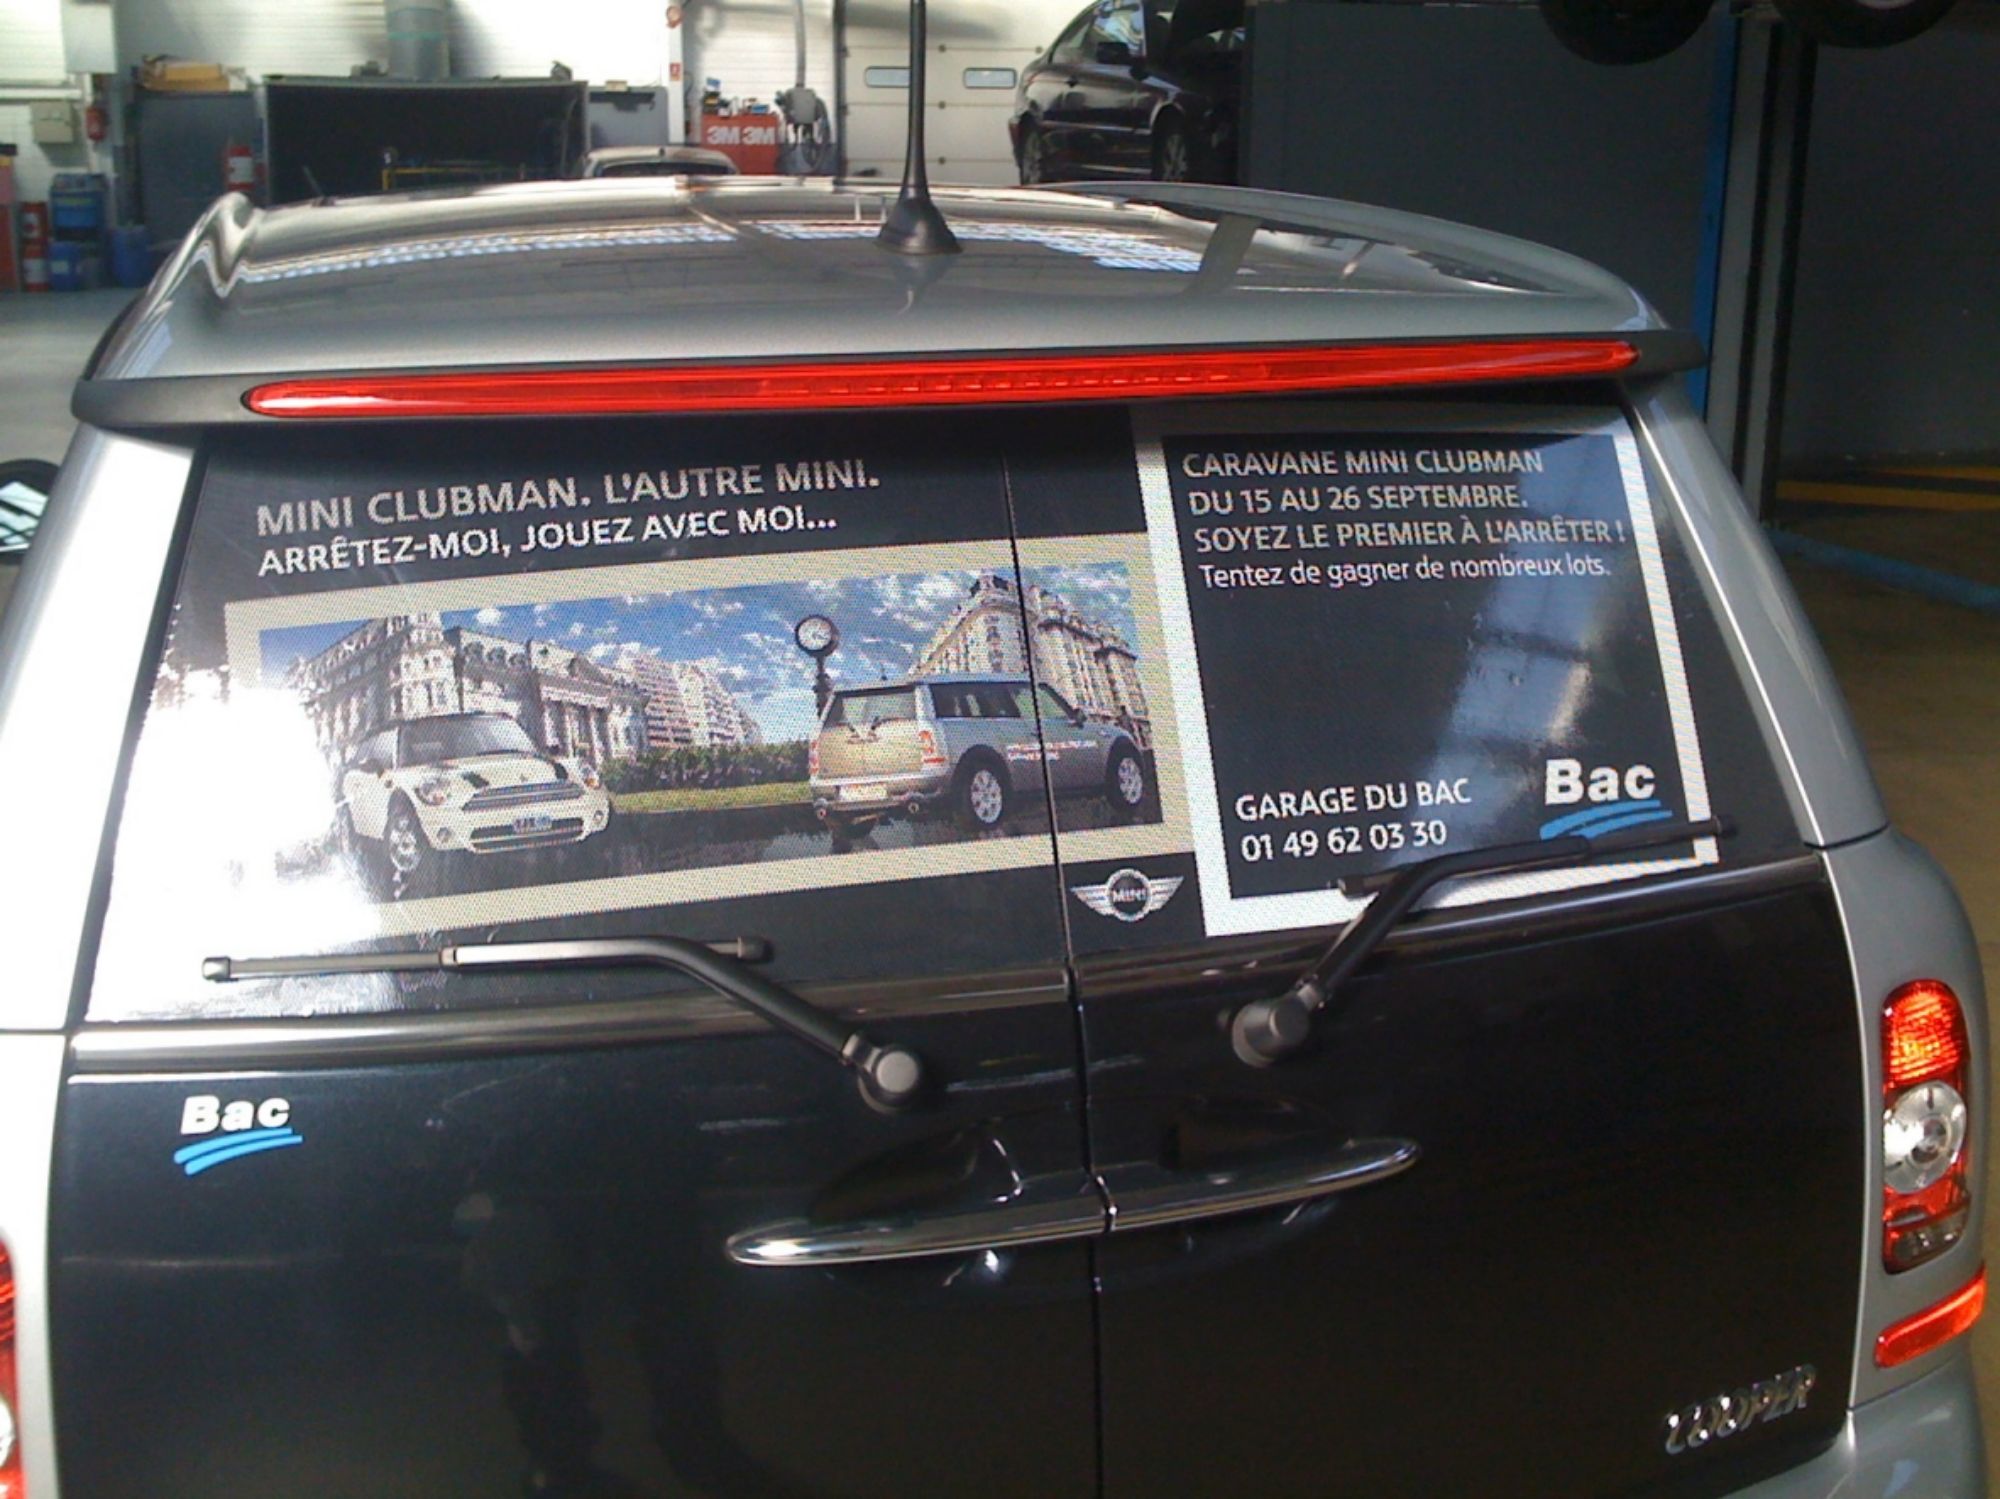 3M 3M
MINI CLUBMAN. L'AUTRE MINI.
ARRÊTEZ-MOI, JOUEZ AVEC MOI...
CARAVANE MINI CLUBMAN
DU 15 AU 26 SEPTEMBRE.
SOYEZ LE PREMIER À L'ARRÊTER !
Tentez de gagner de nombreux lots.
GARAGE DU BAC
01 49 62 03 30
Bac
MINI
Bac
COOPER